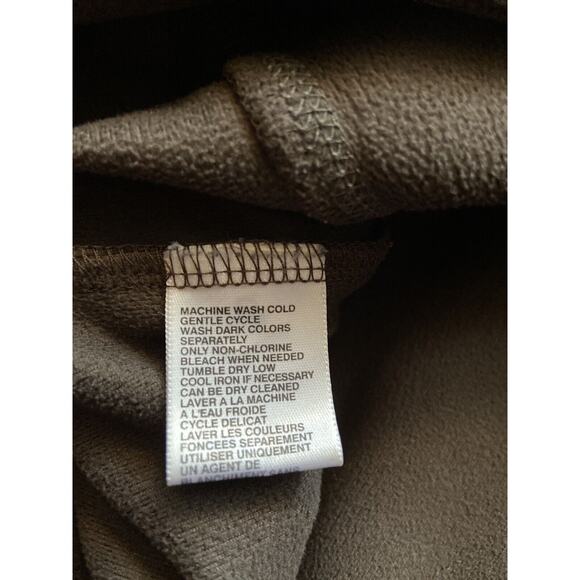 MACHINE WASH COLD
GENTLE CYCLE
WASH DARK COLORS
SEPARATELY
ONLY NON-CHLORINE
BLEACH WHEN NEEDED
TUMBLE DRY LOW
COOL IRON IF NECESSARY
CAN BE DRY CLEANED
LAVER A LA MACHINE
A L'EAU FROIDE
CYCLE DELICAT
LAVER LES COULEURS
FONCEES SEPAREMENT
UTILISER UNIQUEMENT
UN AGENT DE
BLANCHIMENT SANS